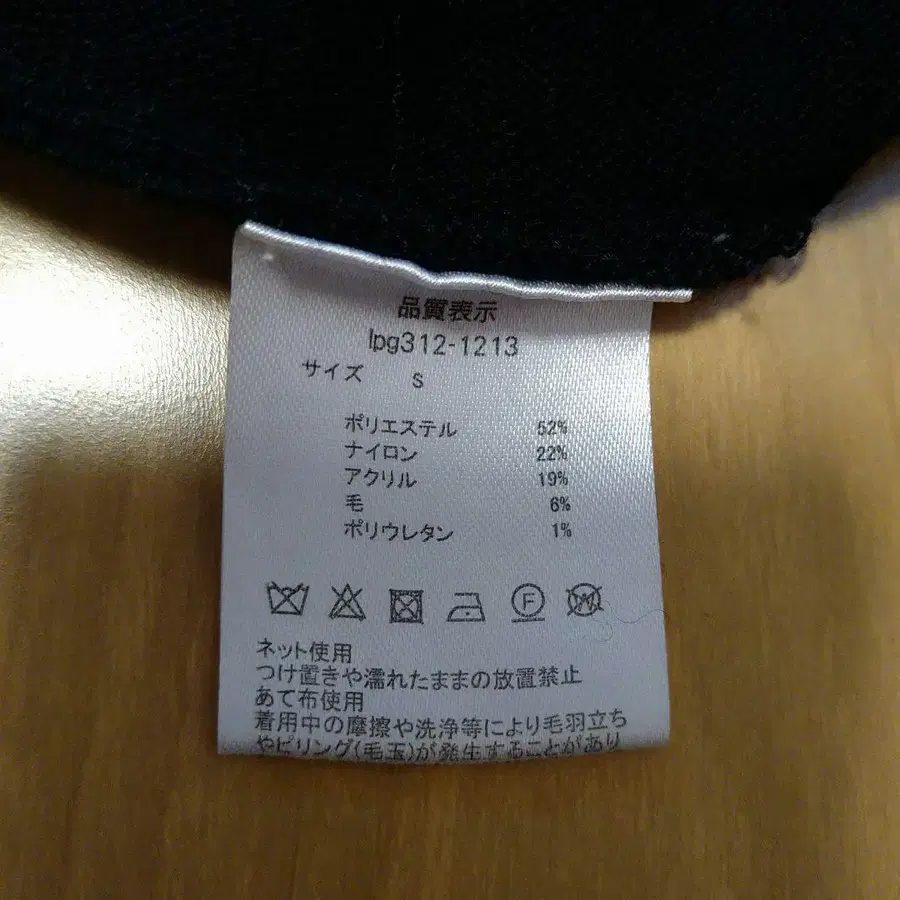 品質表示
lpg312-1213
サイズ S
ポリエステル 52%
ナイロン 22%
アクリル 19%
毛 6%
ポリウレタン 1%
F W
ネット使用
つけ置きや濡れたままの放置禁止
あて布使用
着用中の摩擦や洗浄等により毛羽立ち
やピリング(毛玉)が発生することがあり